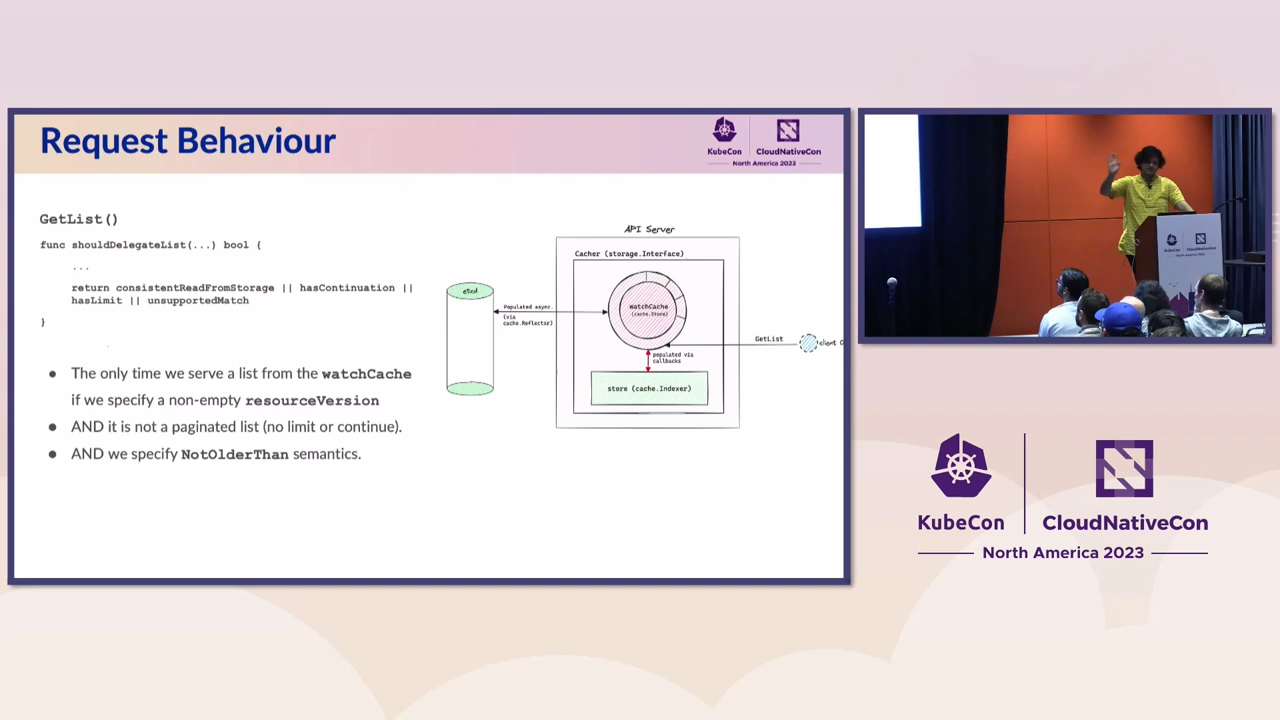 Request Behaviour
KubeCon
CloudNativeCon
North America 2023
GetList()
func shouldDelegateList(...) bool {
...
return consistentReadFromStorage || hasContinuation ||
hasLimit || unsupportedMatch
}
● The only time we serve a list from the watchCache
if we specify a non-empty resourceVersion
● AND it is not a paginated list (no limit or continue).
● AND we specify NotOlderThan semantics.
API Server
Cacher (storage.Interface)
etcd
Populated async.
(via
cache.Reflector)
watchCache
(cache.Store)
GetList
client
populated via
callbacks
store (cache.Indexer)
KubeCon
CloudNativeCon
KubeCon
CloudNativeCon
North America 2023